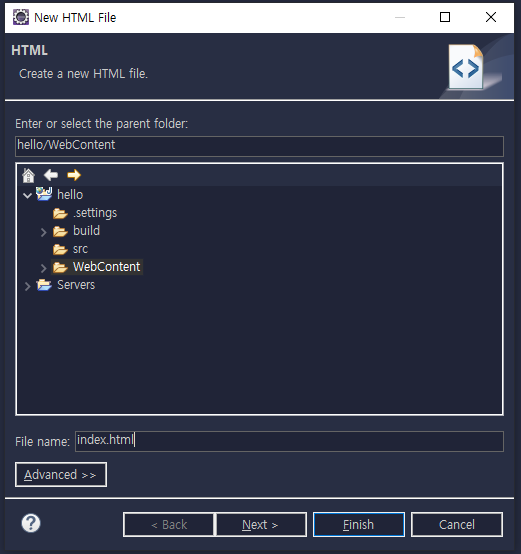 New HTML File
HTML
Create a new HTML file.
Enter or select the parent folder:
hello/WebContent
hello
.settings
build
src
WebContent
Servers
File name: index.html
Advanced >>
< Back Next > Finish Cancel